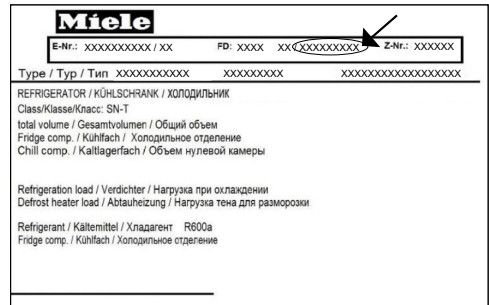 Miele
E-Nr.: XXXXXXXXXX / XX FD: XXXX XX / XXXXXXXXX Z-Nr.: XXXXXX
Type / Typ / Тип XXXXXXXXXXX XXXXXXXXX XXXXXXXXXXXXXXXXXX
REFRIGERATOR / KÜHLSCHRANK / ХОЛОДИЛЬНИК
Class/Klasse/Класс: SN-T
total volume / Gesamtvolumen / Общий объем
Fridge comp. / Kühlfach / Холодильное отделение
Chill comp. / Kaltlagerfach / Объем нулевой камеры
Refrigeration load / Verdichter / Нагрузка при охлаждении
Defrost heater load / Abtauheizung / Нагрузка тена для разморозки
Refrigerant / Kältemittel / Хладагент R600a
Fridge comp. / Kühlfach / Холодильное отделение